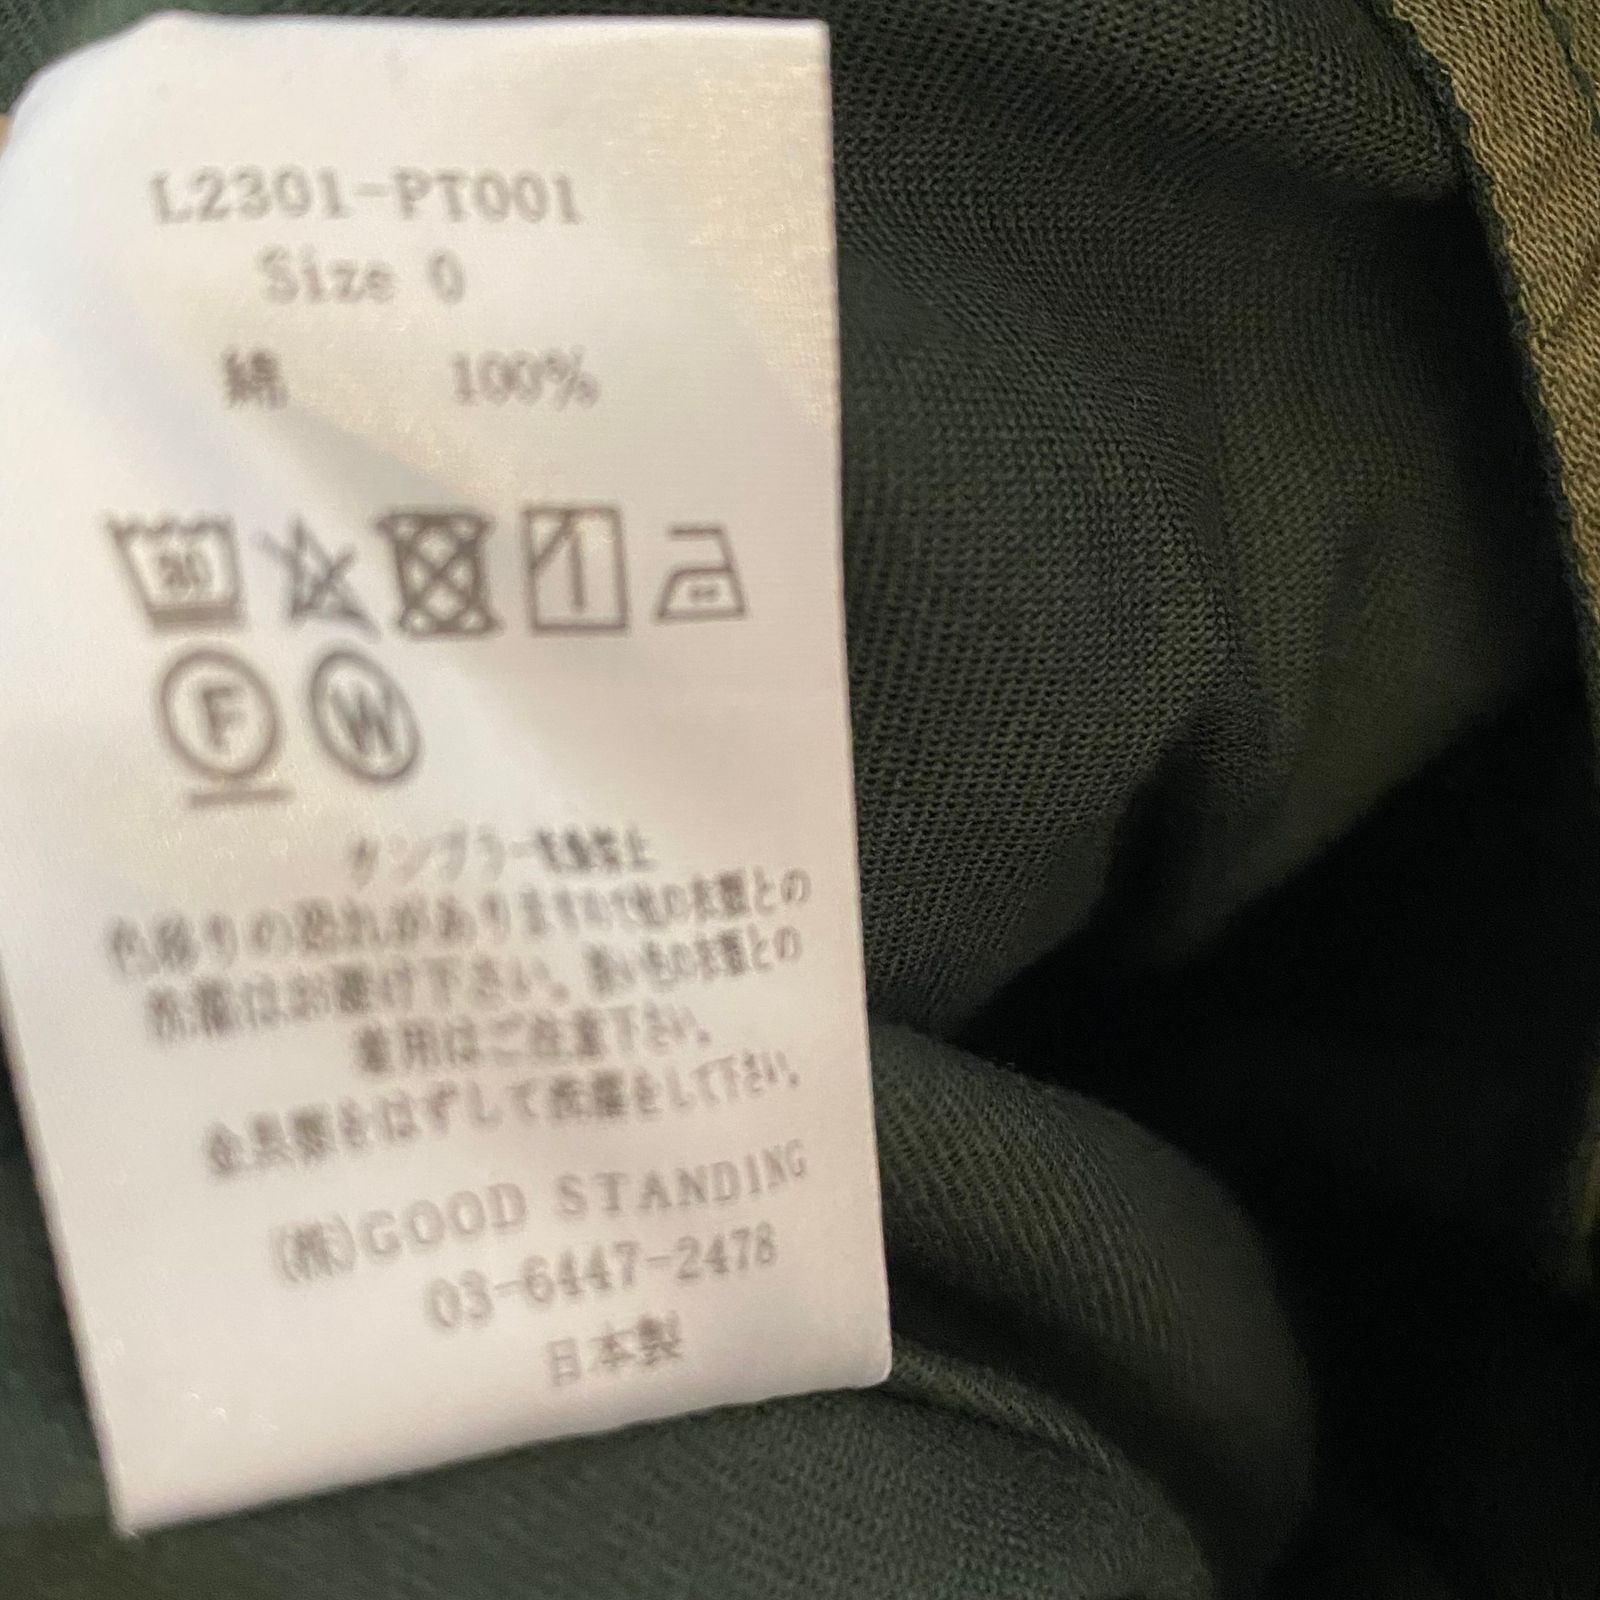 L2301-PT001
Size 0
綿 100%
30
F
W
タンブラー乾燥禁止
色移りの恐れがありますので他の衣類との
洗濯はお避け下さい。淡い色の衣類との
着用はご注意下さい。
金具類をはずして洗濯をして下さい。
(株)GOOD STANDING
03-6447-2478
日本製